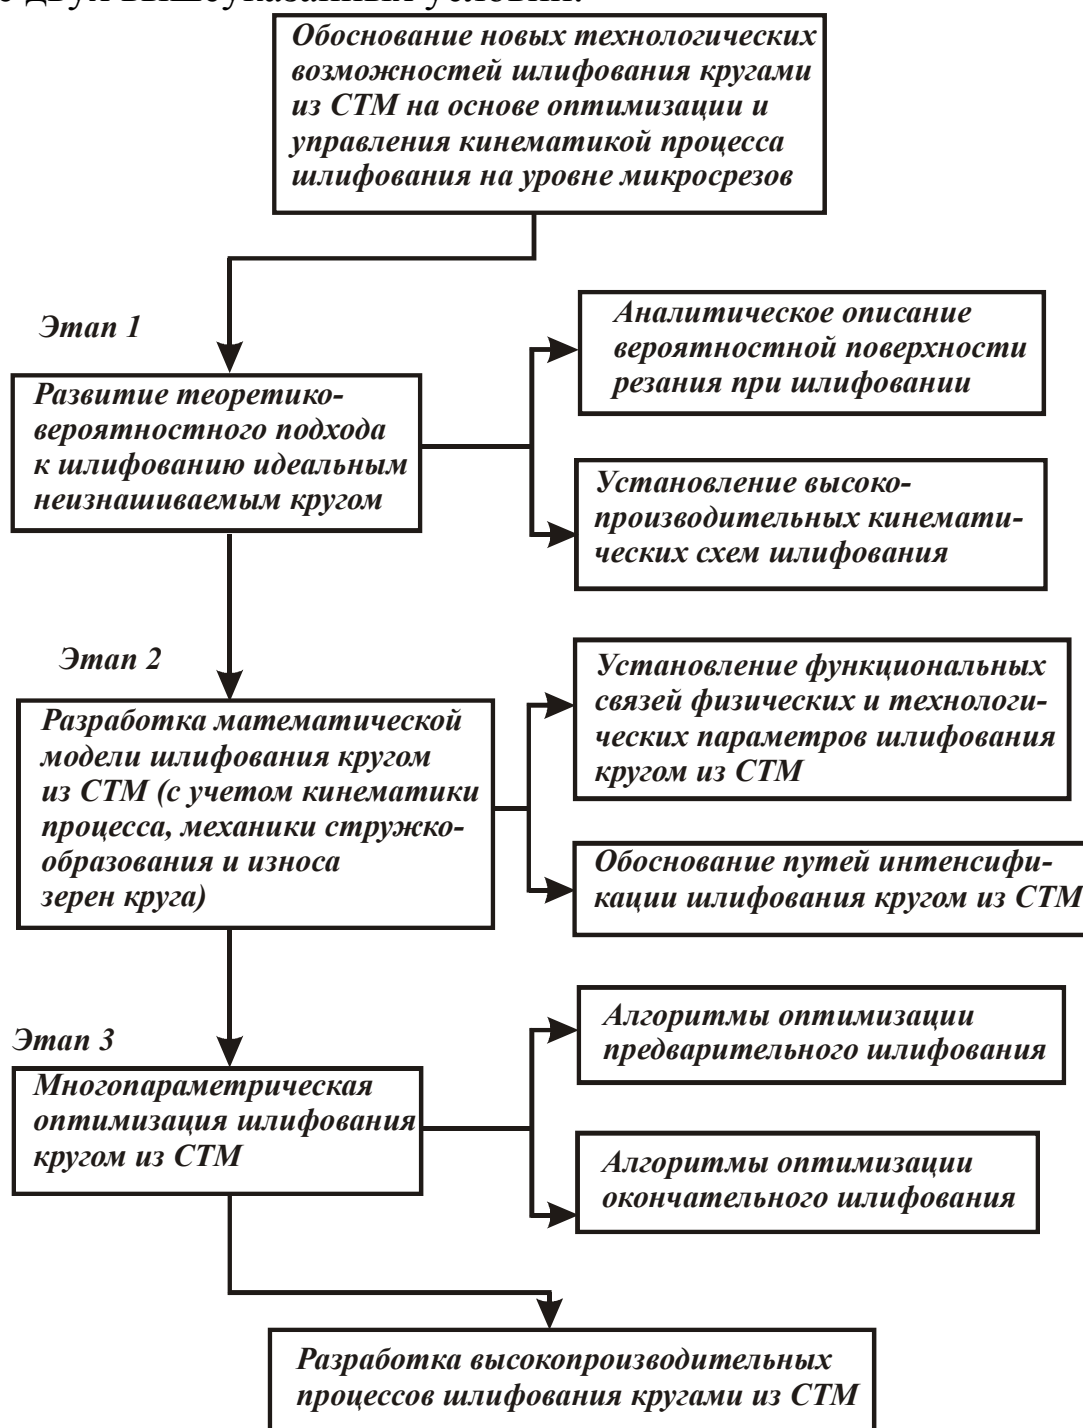 двух вышеуказанных условий.
Обоснование новых технологических
возможностей шлифования кругами
из СТМ на основе оптимизации и
управления кинематикой процесса
шлифования на уровне микросрезов
Этап 1
Развитие теоретико-
вероятностного подхода
к шлифованию идеальным
неизнашиваемым кругом
Аналитическое описание
вероятностной поверхности
резания при шлифовании
Установление высоко-
производительных кинемати-
ческих схем шлифования
Этап 2
Разработка математической
модели шлифования кругом
из СТМ (с учетом кинематики
процесса, механики стружко-
образования и износа
зерен круга)
Установление функциональных
связей физических и технологи-
ческих параметров шлифования
кругом из СТМ
Обоснование путей интенсифи-
кации шлифования кругом из СТМ
Этап 3
Многопараметрическая
оптимизация шлифования
кругом из СТМ
Алгоритмы оптимизации
предварительного шлифования
Алгоритмы оптимизации
окончательного шлифования
Разработка высокопроизводительных
процессов шлифования кругами из СТМ